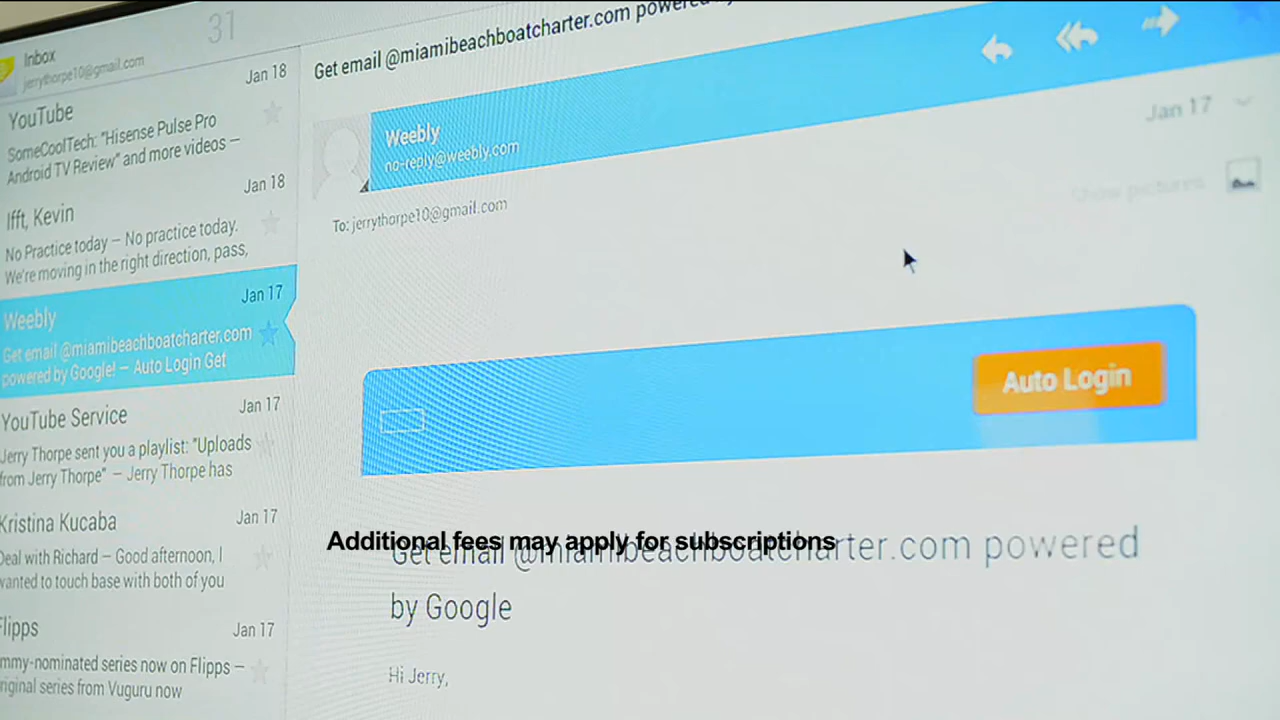 31
Inbox
jerrythorpe10@gmail.com
Jan 18
YouTube
SomeCoolTech: "Hisense Pulse Pro
Android TV Review" and more videos —
Jan 18
Ifft, Kevin
No Practice today — No practice today.
We're moving in the right direction, pass,
Jan 17
Weebly
Get email @miamibeachboatcharter.com
powered by Google! — Auto Login Get
Jan 17
YouTube Service
Jerry Thorpe sent you a playlist: "Uploads
from Jerry Thorpe" — Jerry Thorpe has
Jan 17
Kristina Kucaba
Deal with Richard — Good afternoon, I
wanted to touch base with both of you
Jan 17
Flipps
mmy-nominated series now on Flipps —
riginal series from Vuguru now
Get email @miamibeachboatcharter.com powered
Weebly
no-reply@weebly.com
Jan 17
To: jerrythorpe10@gmail.com
Show pictures
Auto Login
Additional fees may apply for subscriptions
Get email @miamibeachboatcharter.com powered
by Google
Hi Jerry,